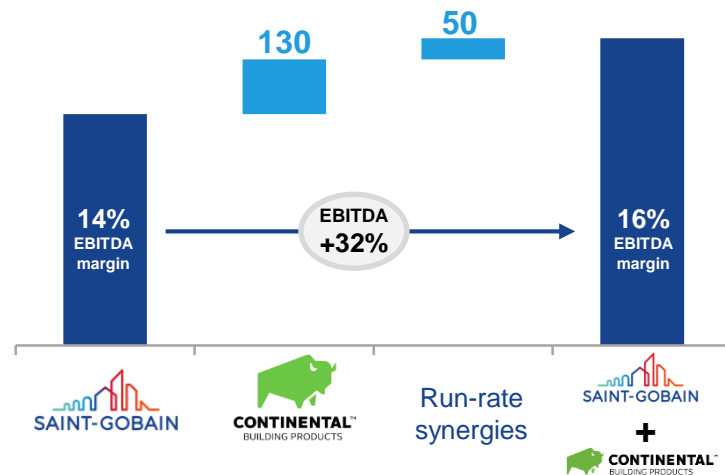 130
50
14%
EBITDA
margin
EBITDA
+32%
16%
EBITDA
margin
SAINT-GOBAIN
CONTINENTAL™
BUILDING PRODUCTS
Run-rate
synergies
SAINT-GOBAIN
+
CONTINENTAL™
BUILDING PRODUCTS